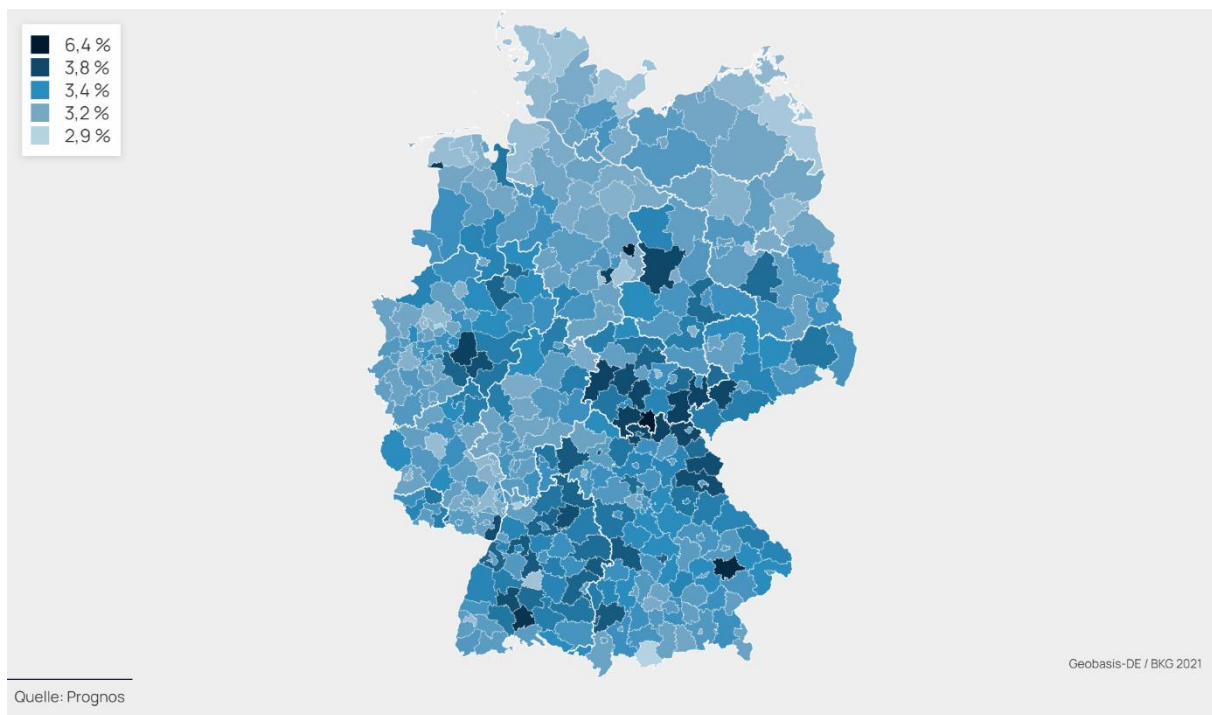 6,4 %
3,8 %
3,4 %
3,2 %
2,9 %
Geobasis-DE / BKG 2021
Quelle: Prognos